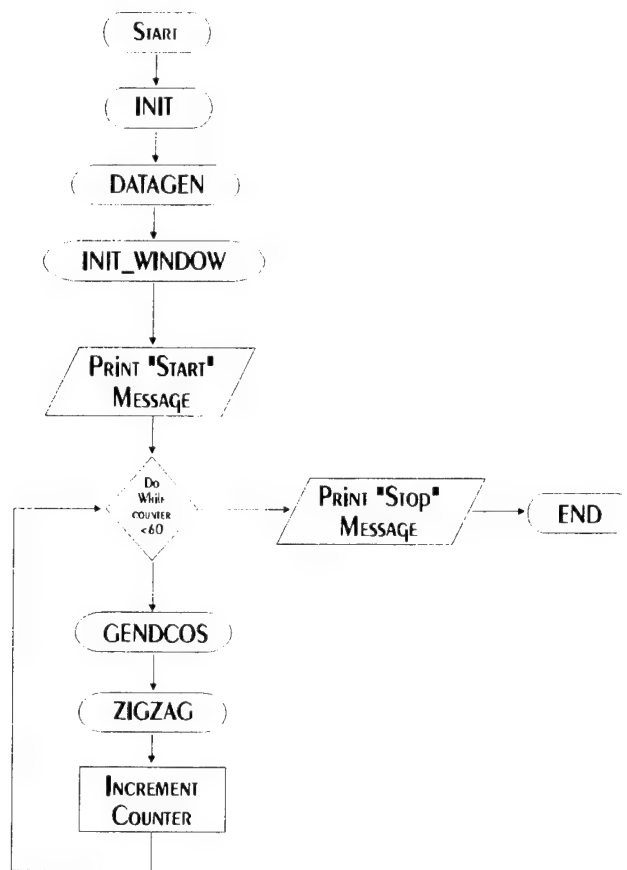 Start
INIT
DATAGEN
INIT_WINDOW
Print "Start"
Message
Do
While
counter
<60
Print "Stop"
Message
END
GENDCOS
ZIGZAG
Increment
Counter